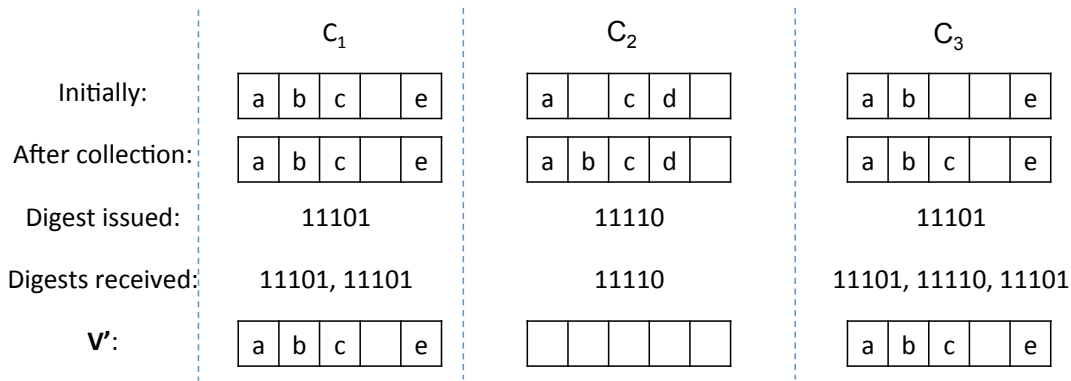 C1 C2 C3
Initially: a b c e a c d a b e
After collection: a b c e a b c d a b c e
Digest issued: 11101 11110 11101
Digests received: 11101, 11101 11110 11101, 11110, 11101
V’: a b c e a b c e